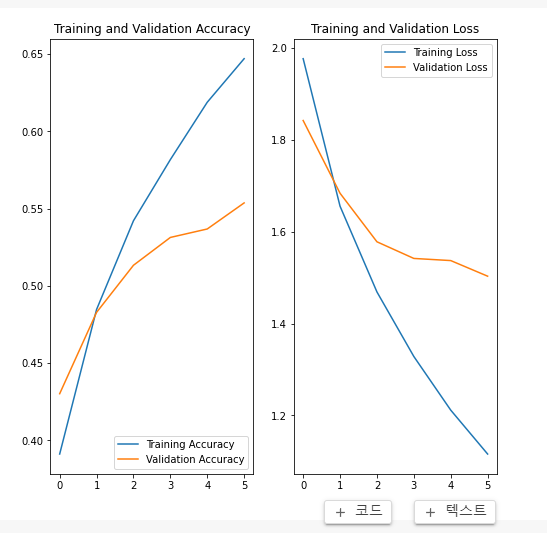 Training and Validation Accuracy
0.65
0.60
0.55
0.50
0.45
0.40
Training Accuracy
Validation Accuracy
0 1 2 3 4 5
Training and Validation Loss
2.0
1.8
1.6
1.4
1.2
Training Loss
Validation Loss
0 1 2 3 4 5
+ 코드
+ 텍스트